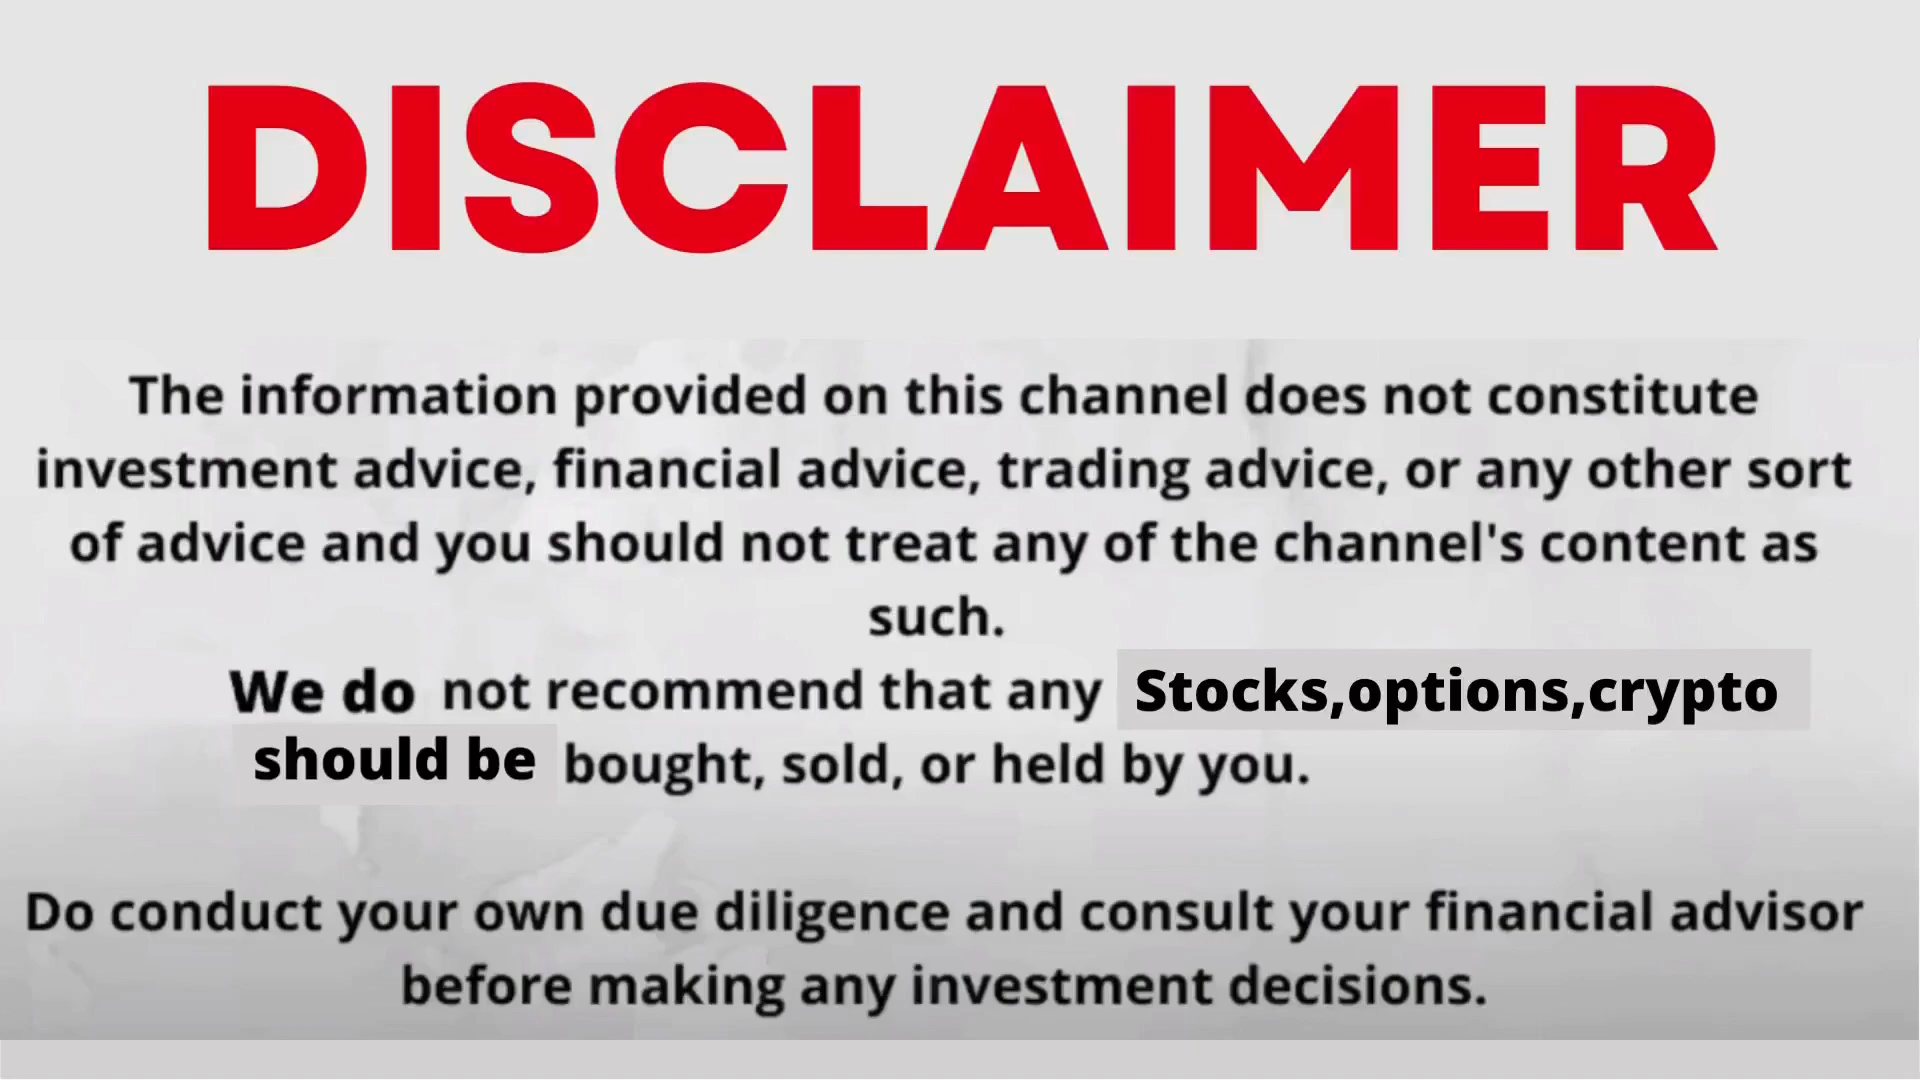 DISCLAIMER
The information provided on this channel does not constitute
investment advice, financial advice, trading advice, or any other sort
of advice and you should not treat any of the channel's content as
such.
We do not recommend that any Stocks,options,crypto
should be bought, sold, or held by you.
Do conduct your own due diligence and consult your financial advisor
before making any investment decisions.